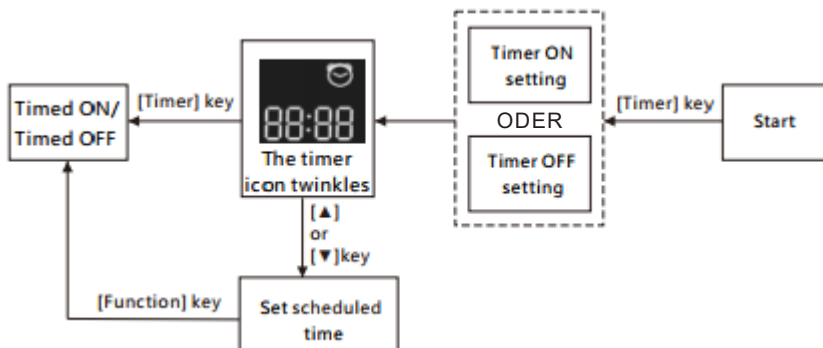 Timed ON/
Timed OFF
[Timer] key
88:88
The timer
icon twinkles
Timer ON
setting
ODER
Timer OFF
setting
[Timer] key
Start
[▲]
or
[▼]key
[Function] key
Set scheduled
time